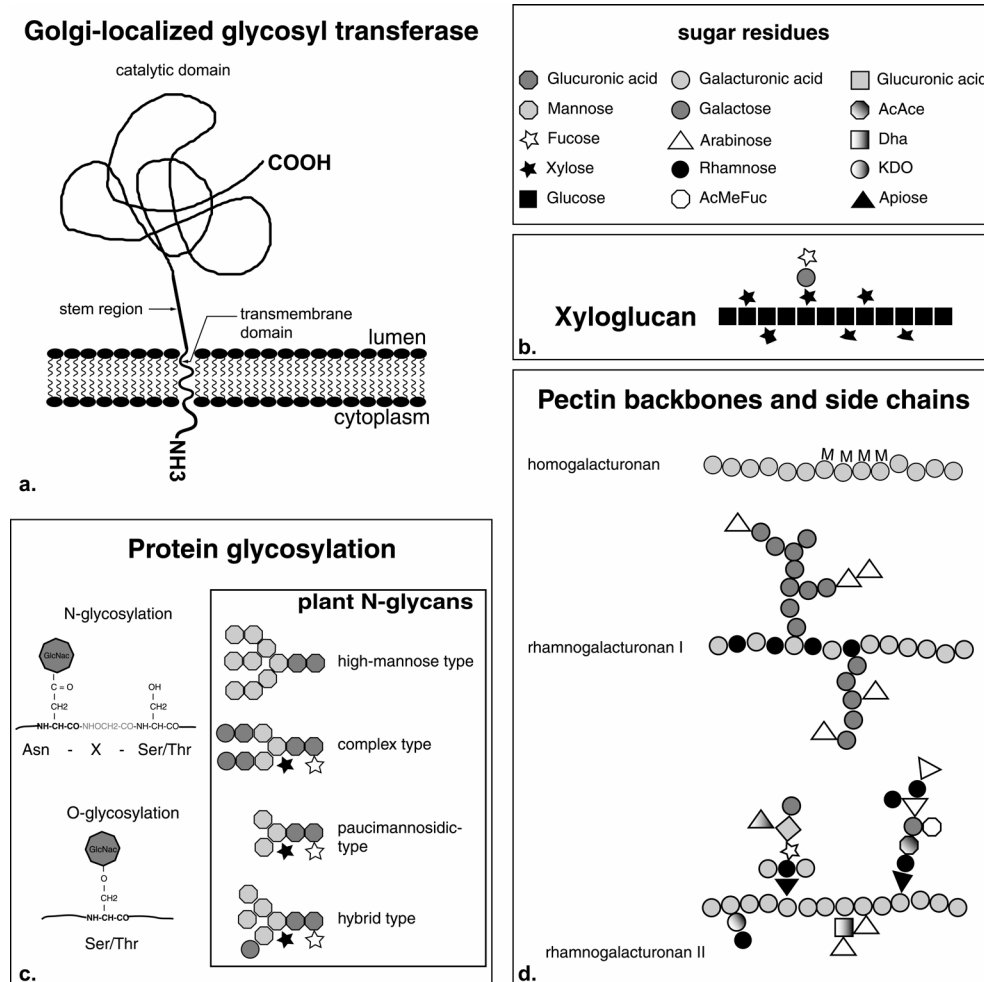 Golgi-localized glycosyl transferase
catalytic domain
COOH
stem region
transmembrane
domain
lumen
cytoplasm
NH3
a.
sugar residues
Glucuronic acid
Galacturonic acid
Glucuronic acid
Mannose
Galactose
AcAce
Fucose
Arabinose
Dha
Xylose
Rhamnose
KDO
Glucose
AcMeFuc
Apiose
Xyloglucan
b.
Protein glycosylation
N-glycosylation
GlcNac
C = O
CH2
OH
CH2
NH-CH-CO-NHOCH2-CO-NH-CH-CO
Asn - X - Ser/Thr
O-glycosylation
GlcNac
O
CH2
NH-CH-CO
Ser/Thr
plant N-glycans
high-mannose type
complex type
paucimannosidic-
type
hybrid type
c.
Pectin backbones and side chains
homogalacturonan
M M M M
rhamnogalacturonan I
rhamnogalacturonan II
d.